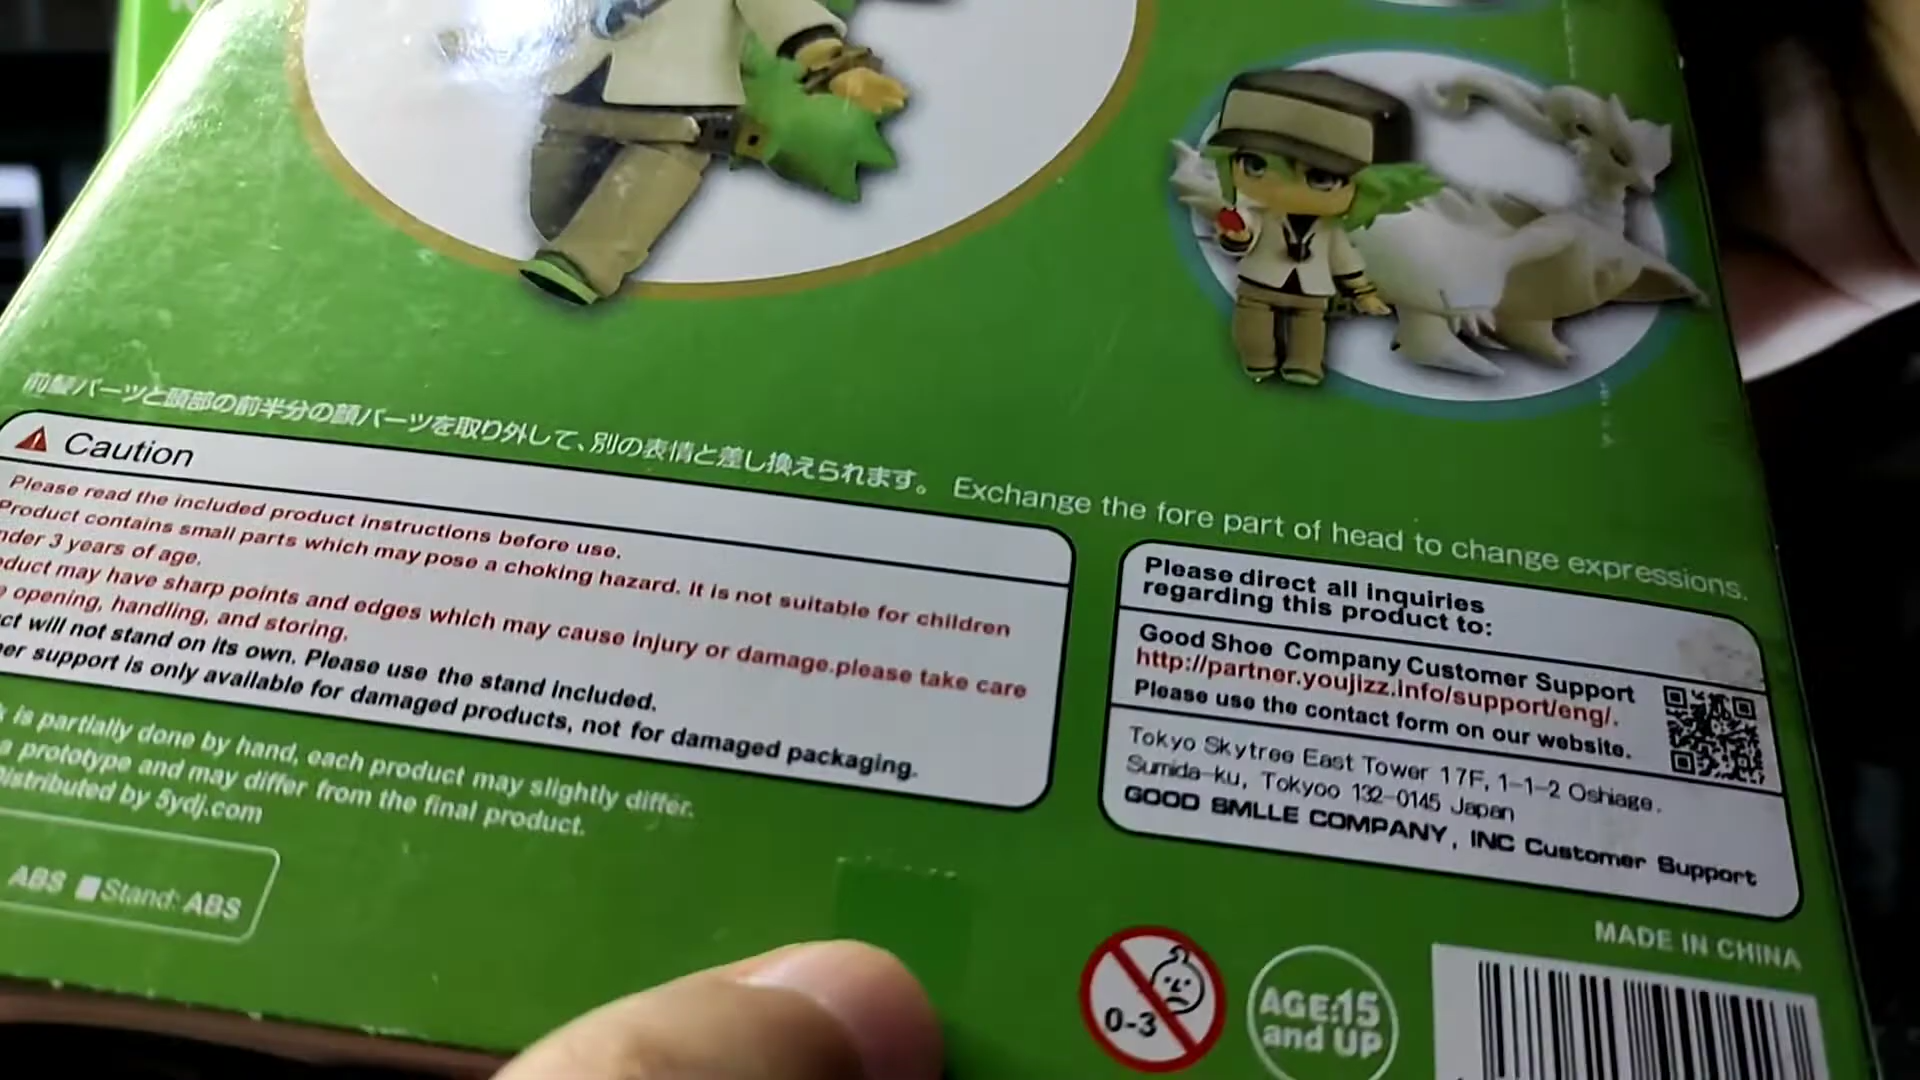 前髪パーツと頭部の前半分の顔パーツを取り外して、別の表情と差し換えられます。 Exchange the fore part of head to change expressions.
Caution
Please read the included product instructions before use.
Product contains small parts which may pose a choking hazard. It is not suitable for children
nder 3 years of age.
oduct may have sharp points and edges which may cause injury or damage.please take care
opening, handling, and storing.
ct will not stand on its own. Please use the stand included.
er support is only available for damaged products, not for damaged packaging.
is partially done by hand, each product may slightly differ.
a prototype and may differ from the final product.
istributed by 5ydj.com
ABS ■Stand: ABS
Please direct all inquiries
regarding this product to:
Good Shoe Company Customer Support
http://partner.youjizz.info/support/eng/.
Please use the contact form on our website.
Tokyo Skytree East Tower 17F, 1-1-2 Oshiage.
Sumida-ku, Tokyoo 132-0145 Japan
GOOD SMLLE COMPANY, INC Customer Support
MADE IN CHINA
0-3
AGE:15
and UP